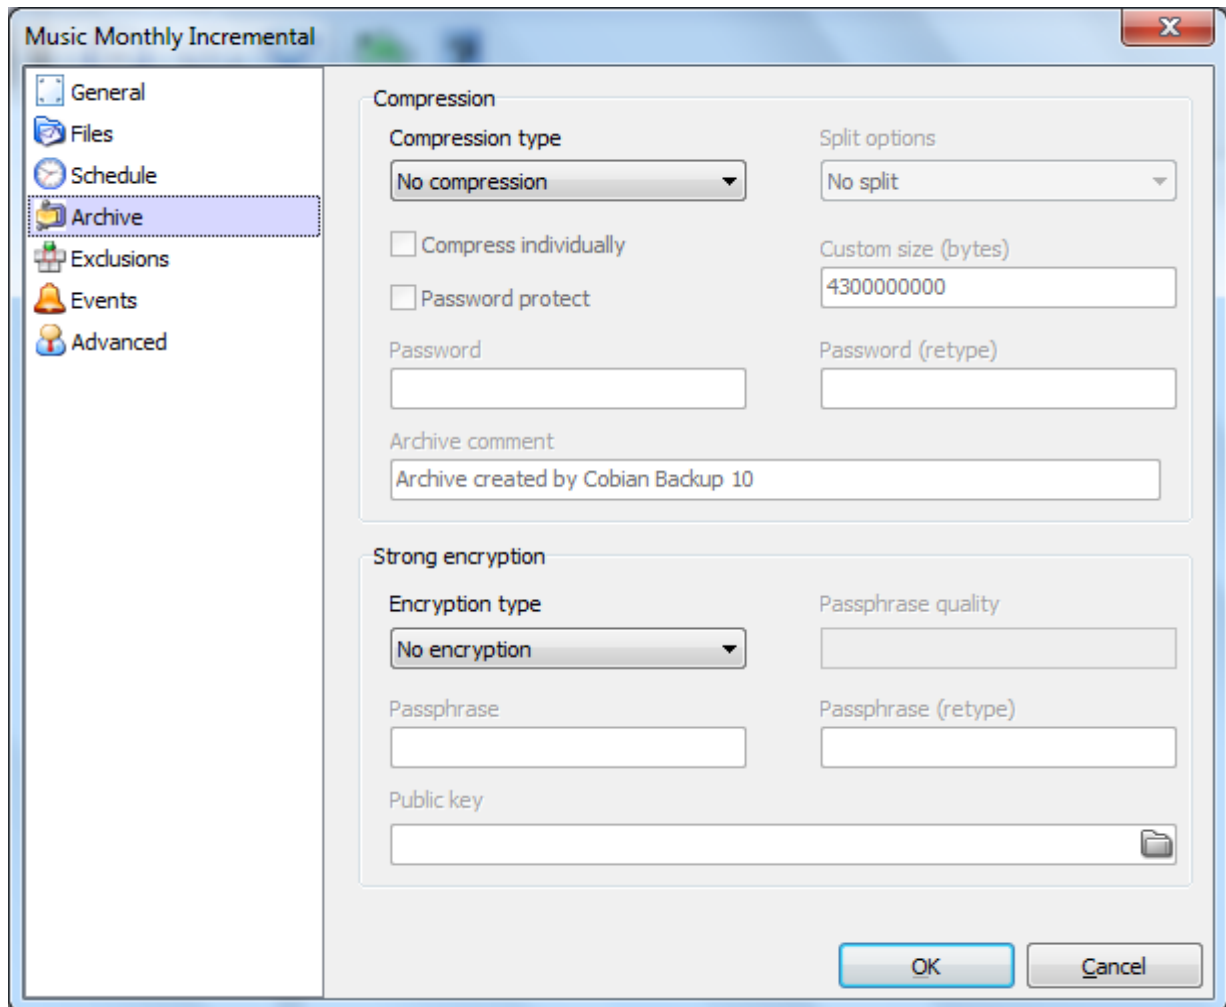 Music Monthly Incremental
General
Files
Schedule
Archive
Exclusions
Events
Advanced
Compression
Compression type
Split options
No compression
No split
Compress individually
Custom size (bytes)
4300000000
Password protect
Password
Password (retype)
Archive comment
Archive created by Cobian Backup 10
Strong encryption
Encryption type
Passphrase quality
No encryption
Passphrase
Passphrase (retype)
Public key
OK
Cancel